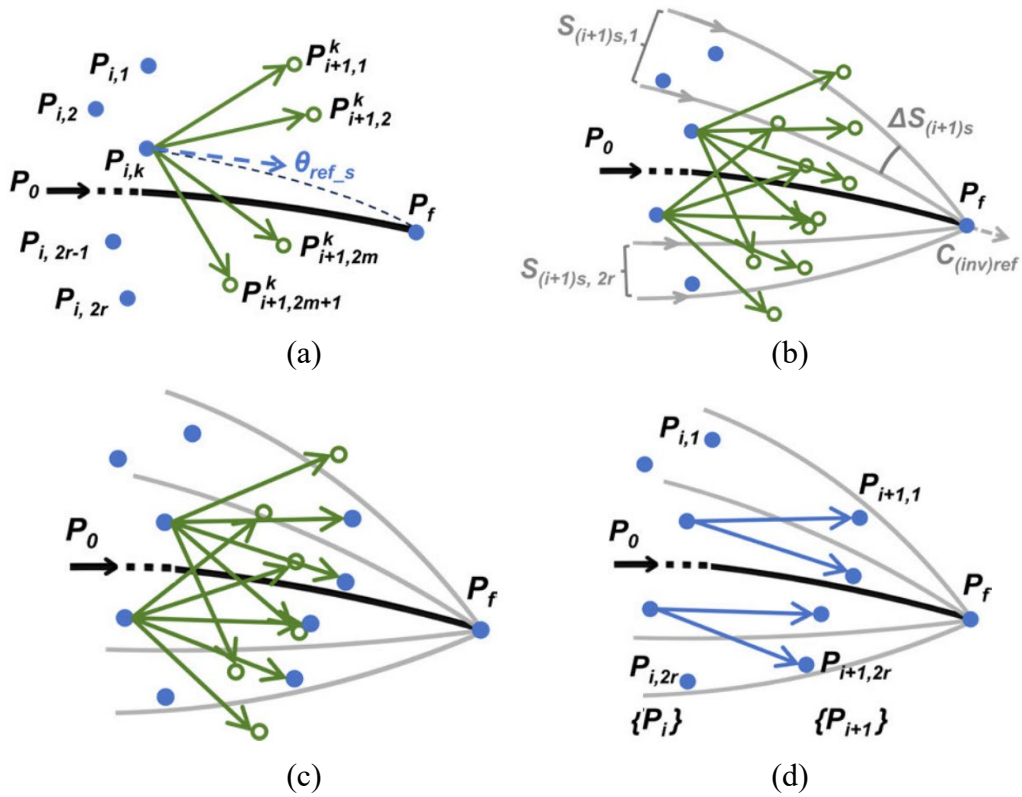 P_{i,1}
P^k_{i+1,1}
P_{i,2}
P^k_{i+1,2}
P_{i,k}
θ_{ref_s}
P_0
P_f
P_{i, 2r-1}
P^k_{i+1,2m}
P_{i, 2r}
P^k_{i+1,2m+1}
(a)
S_{(i+1)s,1}
ΔS_{(i+1)s}
P_0
P_f
C_{(inv)ref}
S_{(i+1)s, 2r}
(b)
P_0
P_f
(c)
P_{i,1}
P_{i+1,1}
P_0
P_f
P_{i,2r}
P_{i+1,2r}
{P_i}
{P_{i+1}}
(d)